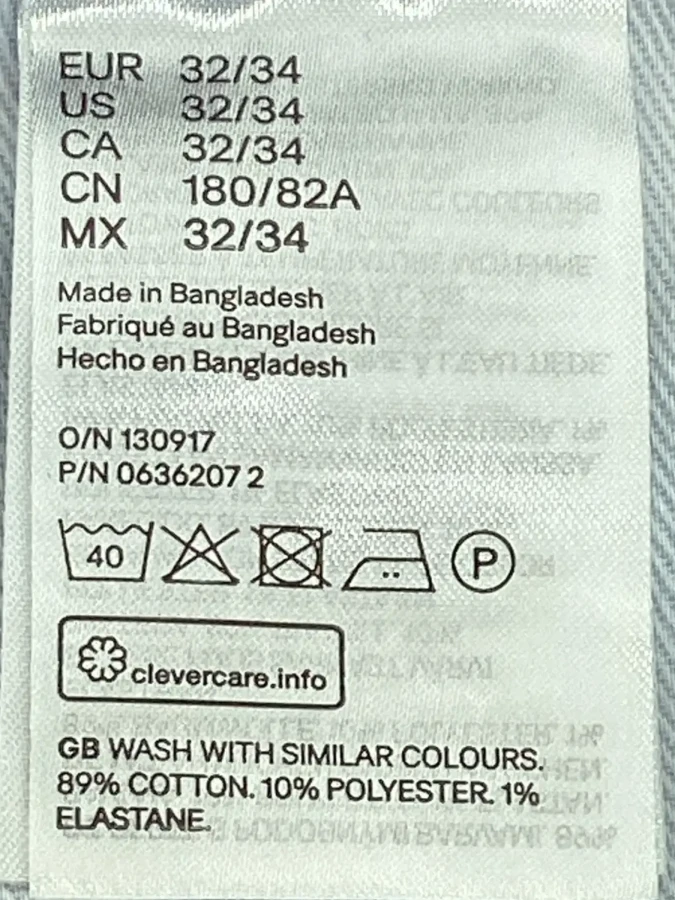 EUR 32/34
US 32/34
CA 32/34
CN 180/82A
MX 32/34
Made in Bangladesh
Fabriqué au Bangladesh
Hecho en Bangladesh
O/N 130917
P/N 0636207 2
40 P
clevercare.info
GB WASH WITH SIMILAR COLOURS.
89% COTTON. 10% POLYESTER. 1%
ELASTANE.